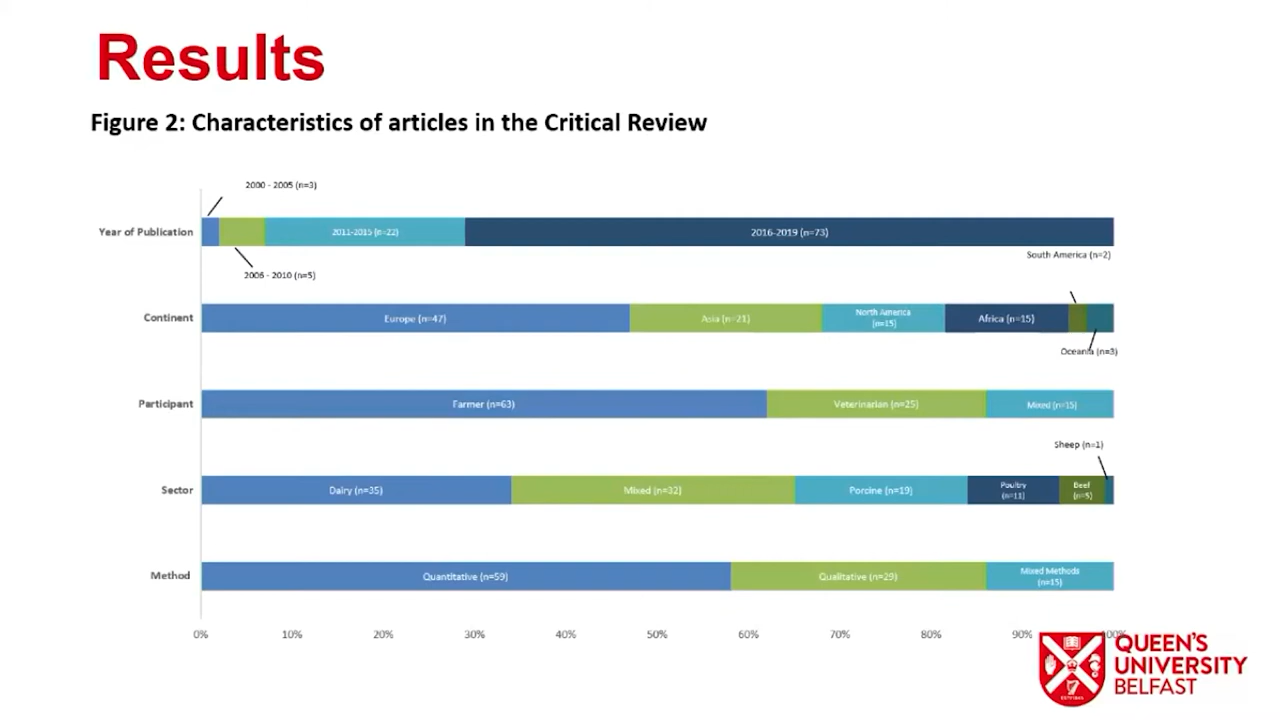 Results
Figure 2: Characteristics of articles in the Critical Review
2000 - 2005 (n=3)
Year of Publication
2011-2015 (n=22)
2016-2019 (n=73)
2006 - 2010 (n=5)
South America (n=2)
Continent
Europe (n=47)
Asia (n=21)
North America
(n=15)
Africa (n=15)
Oceania (n=3)
Participant
Farmer (n=63)
Veterinarian (n=25)
Mixed (n=15)
Sheep (n=1)
Sector
Dairy (n=35)
Mixed (n=32)
Porcine (n=19)
Poultry
(n=11)
Beef
(n=5)
Method
Quantitative (n=59)
Qualitative (n=29)
Mixed Methods
(n=15)
0%
10%
20%
30%
40%
50%
60%
70%
80%
90%
100%
QUEEN'S
UNIVERSITY
BELFAST